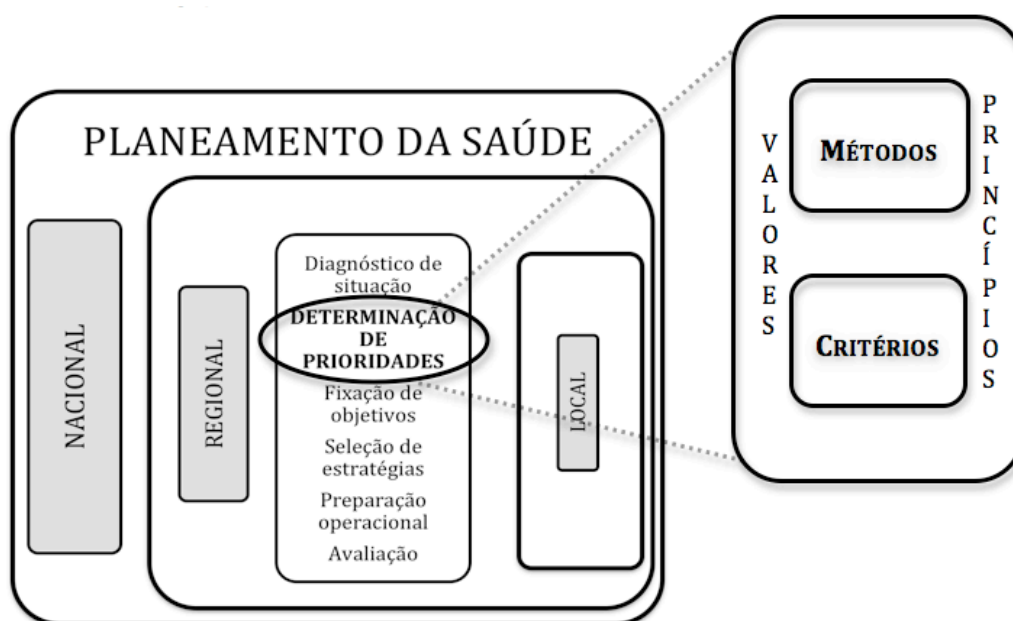 PLANEAMENTO DA SAÚDE
NACIONAL
REGIONAL
Diagnóstico de
situação
DETERMINAÇÃO
DE
PRIORIDADES
Fixação de
objetivos
Seleção de
estratégias
Preparação
operacional
Avaliação
LOCAL
VALORES
MÉTODOS
CRITÉRIOS
PRINCÍPIOS